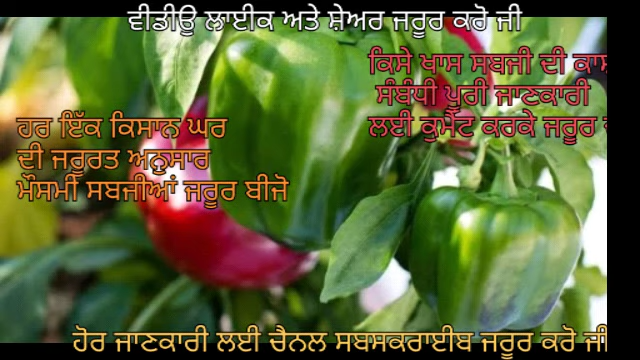 ਵੀਡੀਉ ਲਾਈਕ ਅਤੇ ਸ਼ੇਅਰ ਜਰੂਰ ਕਰੋ ਜੀ
ਕਿਸੇ ਖਾਸ ਸਬਜੀ ਦੀ
ਸੰਬੰਧੀ ਪੂਰੀ ਜਾਣਕਾਰੀ
ਲਈ ਕੁਮੈਂਟ ਕਰਕੇ ਜਰੂਰ
ਹਰ ਇੱਕ ਕਿਸਾਨ ਘਰ
ਦੀ ਜਰੂਰਤ ਅਨੁਸਾਰ
ਮੌਸਮੀ ਸਬਜੀਆਂ ਜਰੂਰ ਬੀਜੋ
ਹੋਰ ਜਾਣਕਾਰੀ ਲਈ ਚੈਨਲ ਸਬਸਕਰਾਈਬ ਜਰੂਰ ਕਰੋ ਜੀ